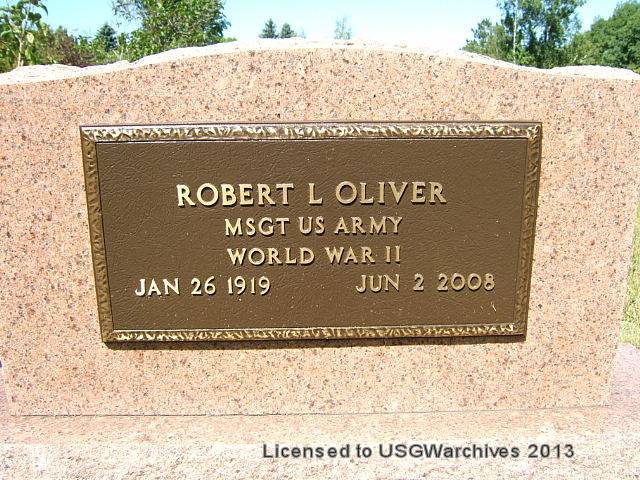 ROBERT L OLIVER
MSGT US ARMY
WORLD WAR II
JAN 26 1919 JUN 2 2008
Licensed to USGWarchives 2013